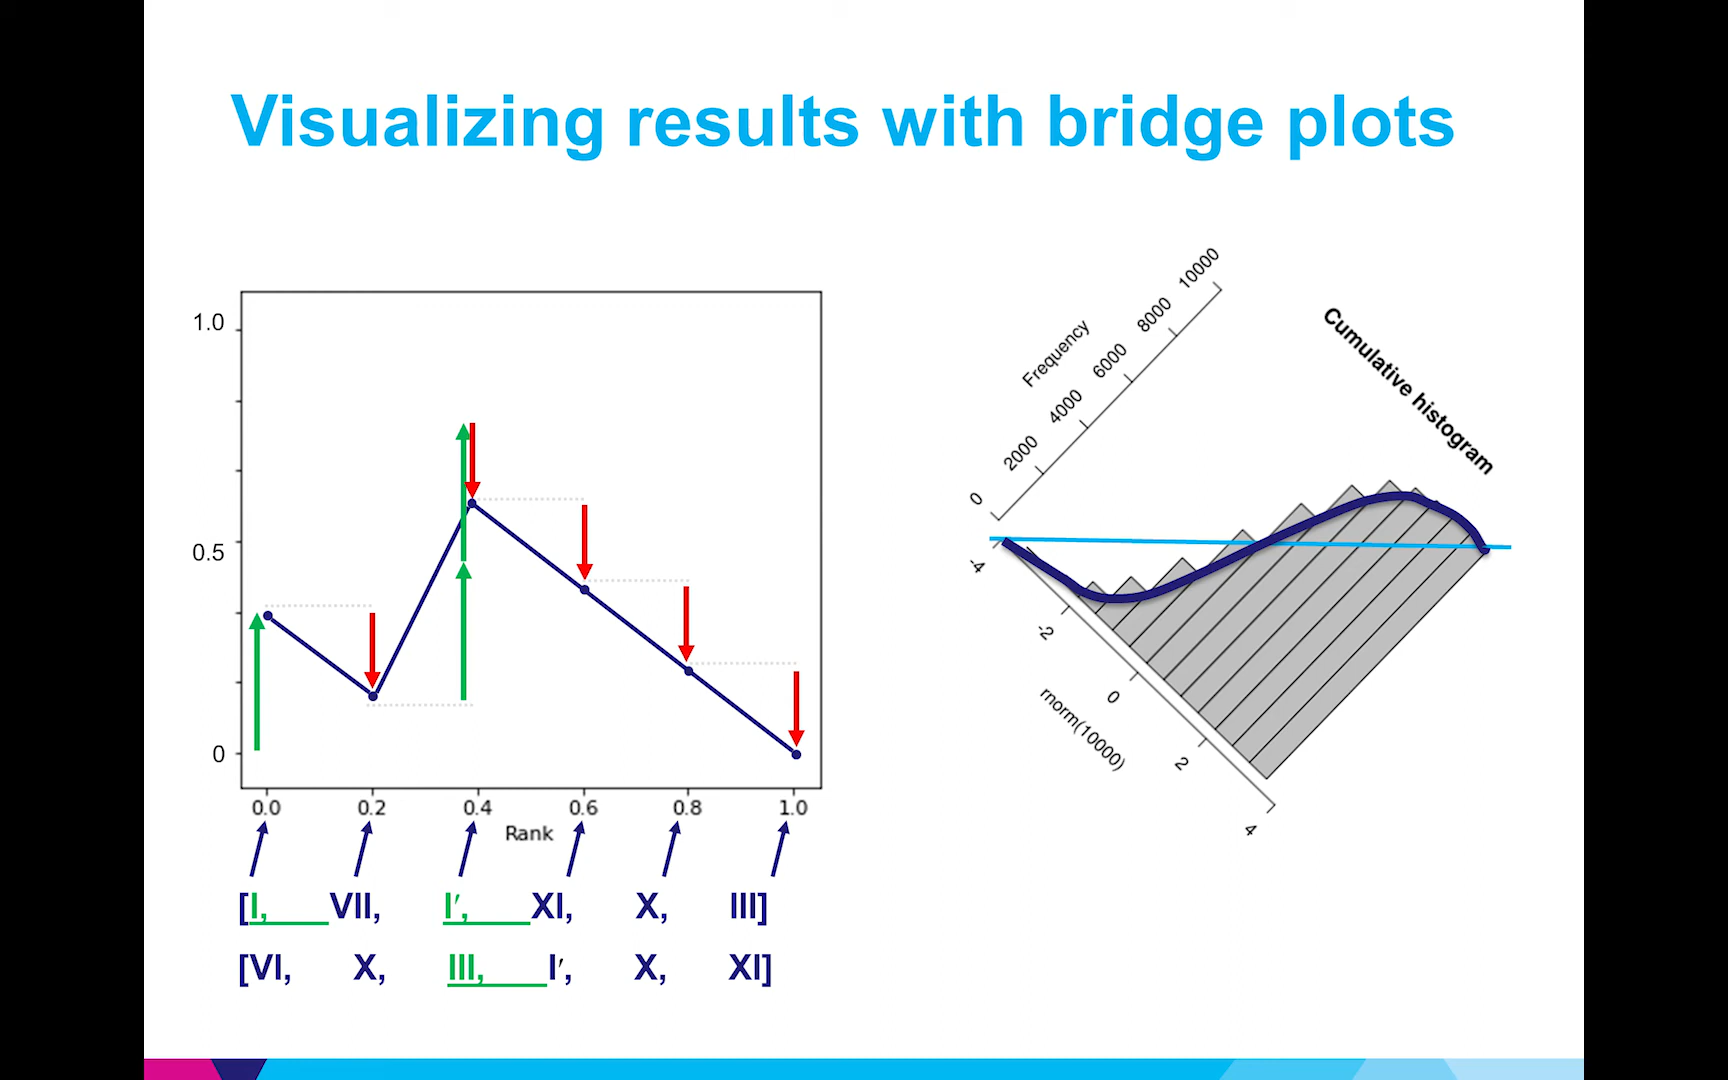 Visualizing results with bridge plots
1.0
0.5
0
0.0 0.2 0.4 0.6 0.8 1.0
Rank
[I, VII, I′, XI, X, III]
[VI, X, III, I′, X, XI]
Cumulative histogram
Frequency
0 2000 4000 6000 8000 10000
-4 -2 0 2 4
rnorm(10000)